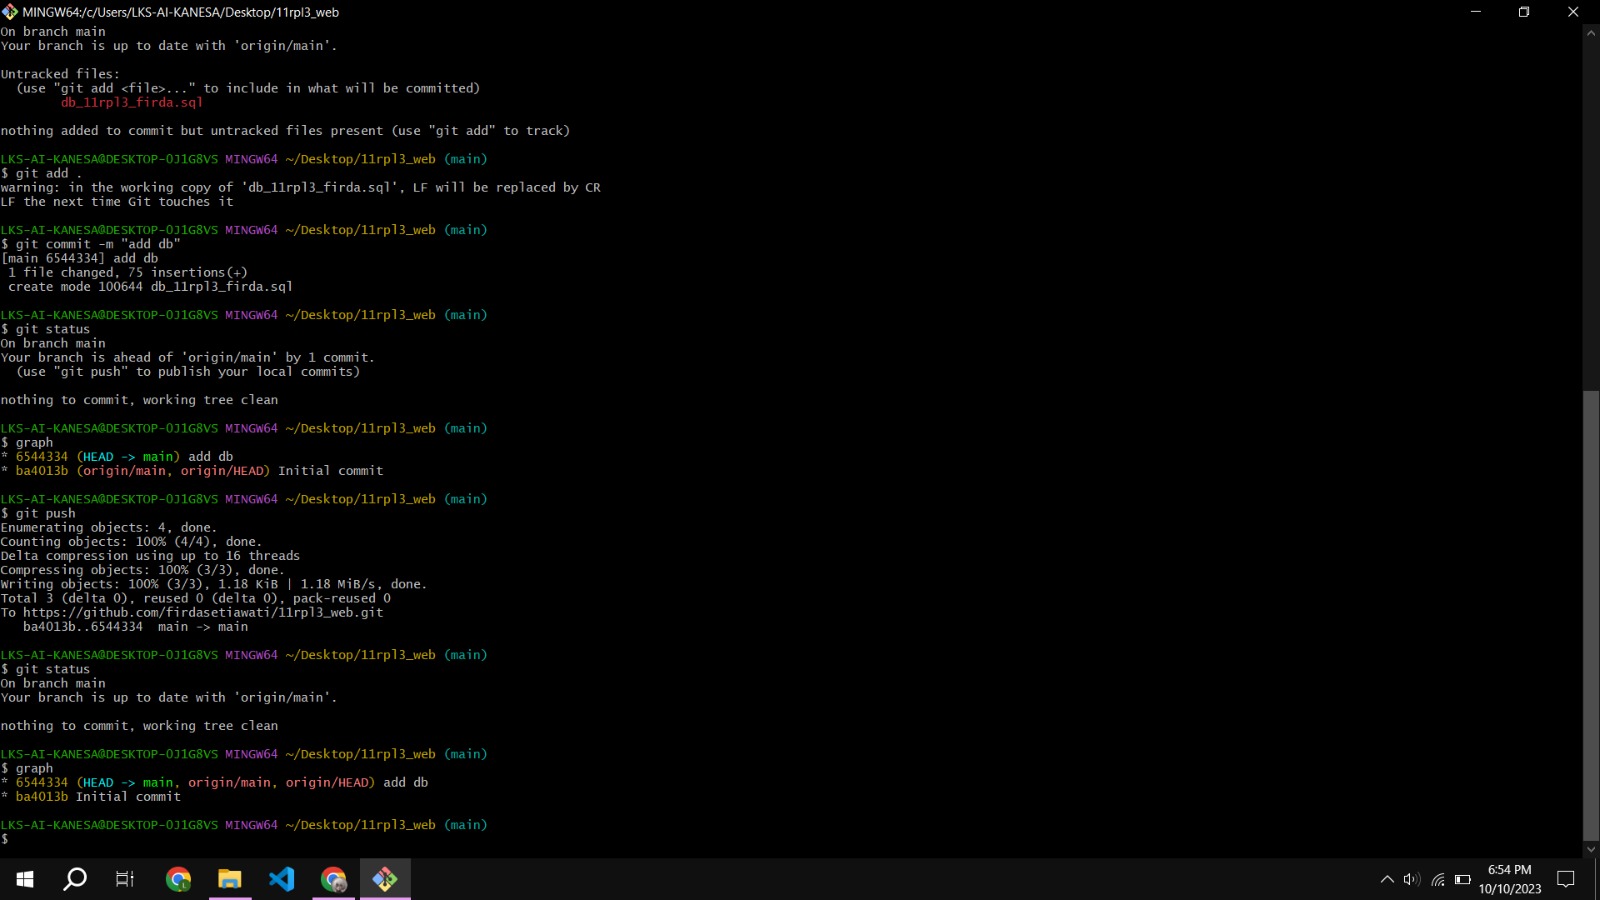 MINGW64:/c/Users/LKS-AI-KANESA/Desktop/11rpl3_web
On branch main
Your branch is up to date with 'origin/main'.
Untracked files:
(use "git add <file>..." to include in what will be committed)
db_11rpl3_firda.sql
nothing added to commit but untracked files present (use "git add" to track)
LKS-AI-KANESA@DESKTOP-OJ1G8VS MINGW64 ~/Desktop/11rpl3_web (main)
$ git add .
warning: in the working copy of 'db_11rpl3_firda.sql', LF will be replaced by CR
LF the next time Git touches it
LKS-AI-KANESA@DESKTOP-OJ1G8VS MINGW64 ~/Desktop/11rpl3_web (main)
$ git commit -m "add db"
[main 6544334] add db
1 file changed, 75 insertions(+)
create mode 100644 db_11rpl3_firda.sql
LKS-AI-KANESA@DESKTOP-OJ1G8VS MINGW64 ~/Desktop/11rpl3_web (main)
$ git status
On branch main
Your branch is ahead of 'origin/main' by 1 commit.
(use "git push" to publish your local commits)
nothing to commit, working tree clean
LKS-AI-KANESA@DESKTOP-OJ1G8VS MINGW64 ~/Desktop/11rpl3_web (main)
$ graph
* 6544334 (HEAD -> main) add db
* ba4013b (origin/main, origin/HEAD) Initial commit
LKS-AI-KANESA@DESKTOP-OJ1G8VS MINGW64 ~/Desktop/11rpl3_web (main)
$ git push
Enumerating objects: 4, done.
Counting objects: 100% (4/4), done.
Delta compression using up to 16 threads
Compressing objects: 100% (3/3), done.
Writing objects: 100% (3/3), 1.18 KiB | 1.18 MiB/s, done.
Total 3 (delta 0), reused 0 (delta 0), pack-reused 0
To https://github.com/firdasetiawati/11rpl3_web.git
ba4013b..6544334  main -> main
LKS-AI-KANESA@DESKTOP-OJ1G8VS MINGW64 ~/Desktop/11rpl3_web (main)
$ git status
On branch main
Your branch is up to date with 'origin/main'.
nothing to commit, working tree clean
LKS-AI-KANESA@DESKTOP-OJ1G8VS MINGW64 ~/Desktop/11rpl3_web (main)
$ graph
* 6544334 (HEAD -> main, origin/main, origin/HEAD) add db
* ba4013b Initial commit
LKS-AI-KANESA@DESKTOP-OJ1G8VS MINGW64 ~/Desktop/11rpl3_web (main)
$
6:54 PM
10/10/2023